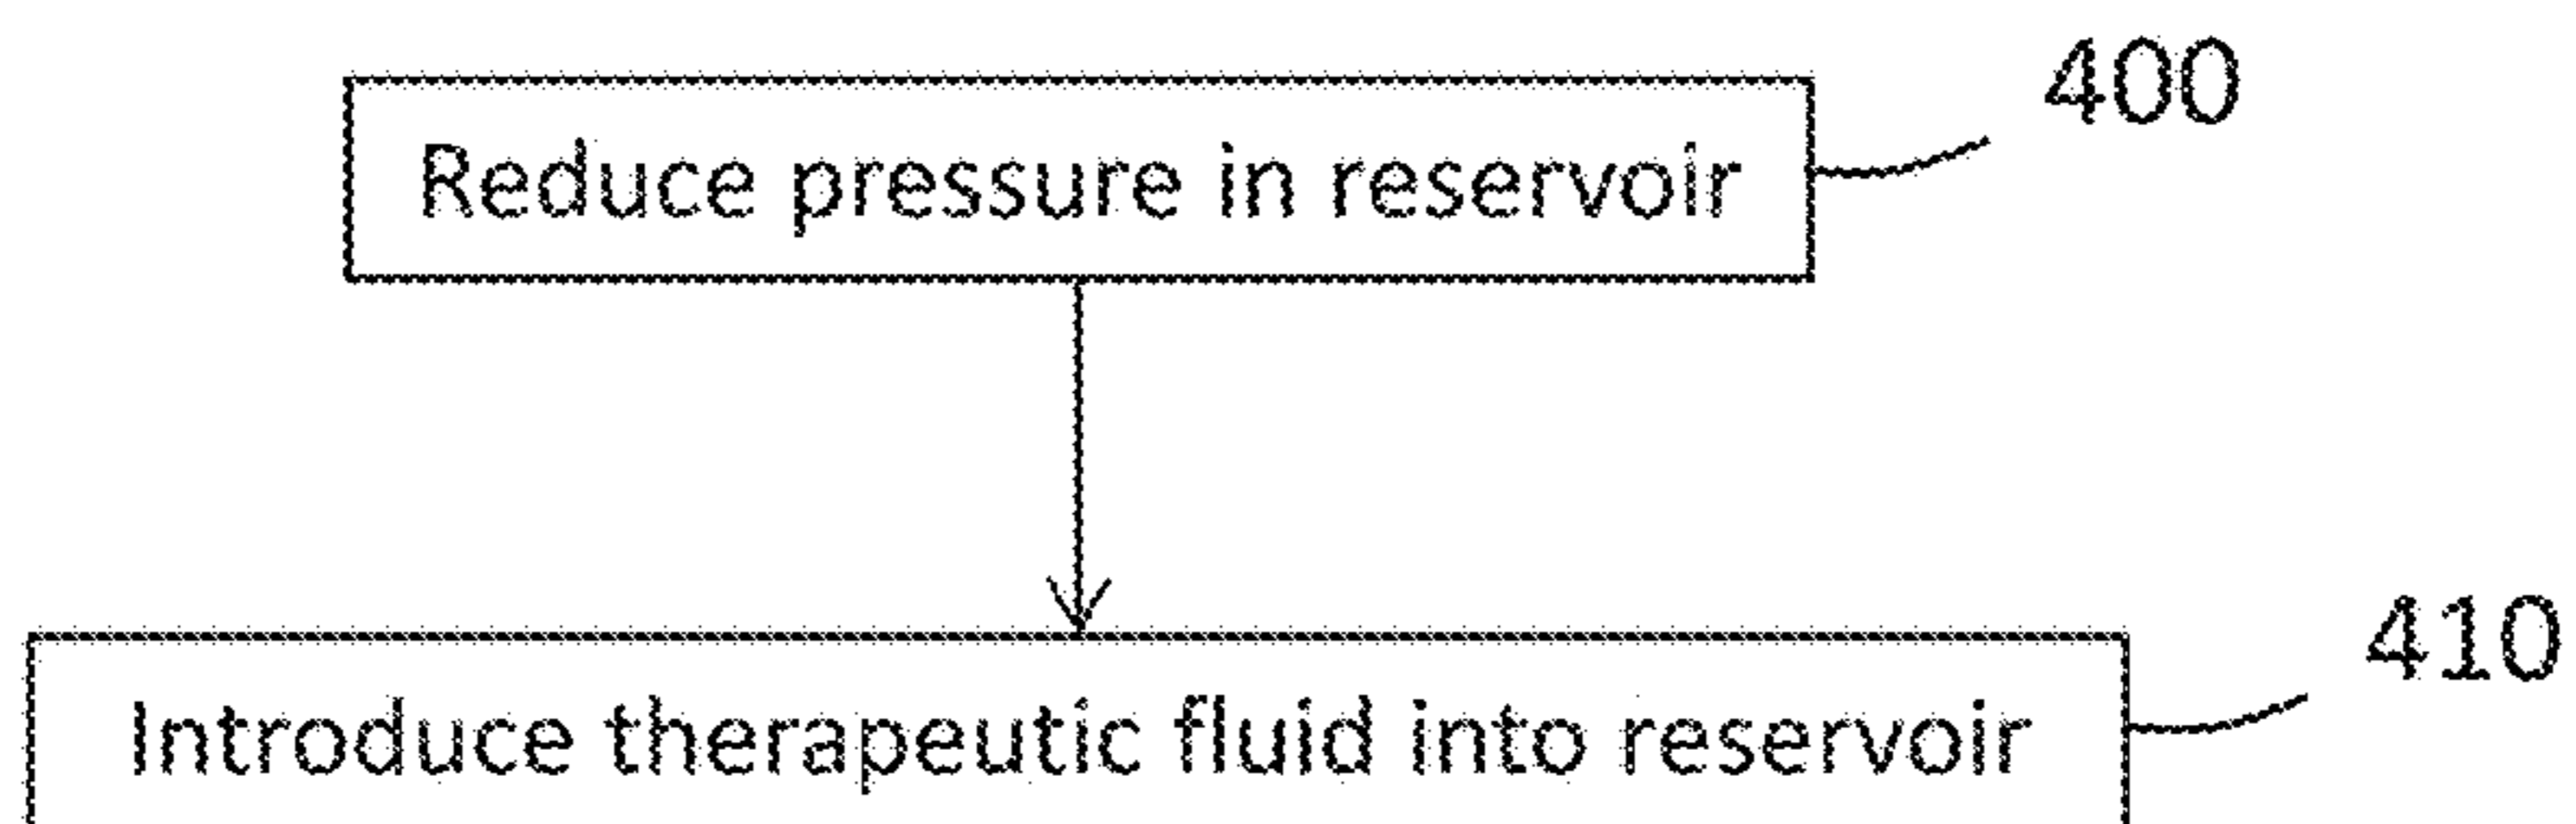 400
Reduce pressure in reservoir
410
Introduce therapeutic fluid into reservoir